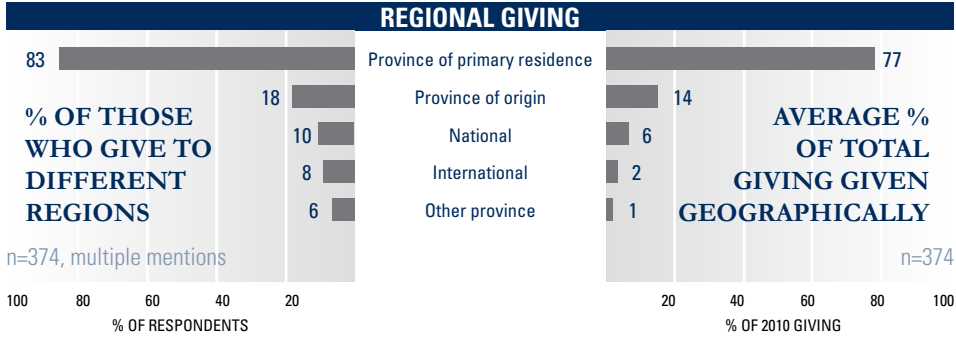 REGIONAL GIVING
83 Province of primary residence 77
18 Province of origin 14
10 National 6
8 International 2
6 Other province 1
% OF THOSE
WHO GIVE TO
DIFFERENT
REGIONS
n=374, multiple mentions
AVERAGE %
OF TOTAL
GIVING GIVEN
GEOGRAPHICALLY
n=374
100 80 60 40 20
% OF RESPONDENTS
20 40 60 80 100
% OF 2010 GIVING